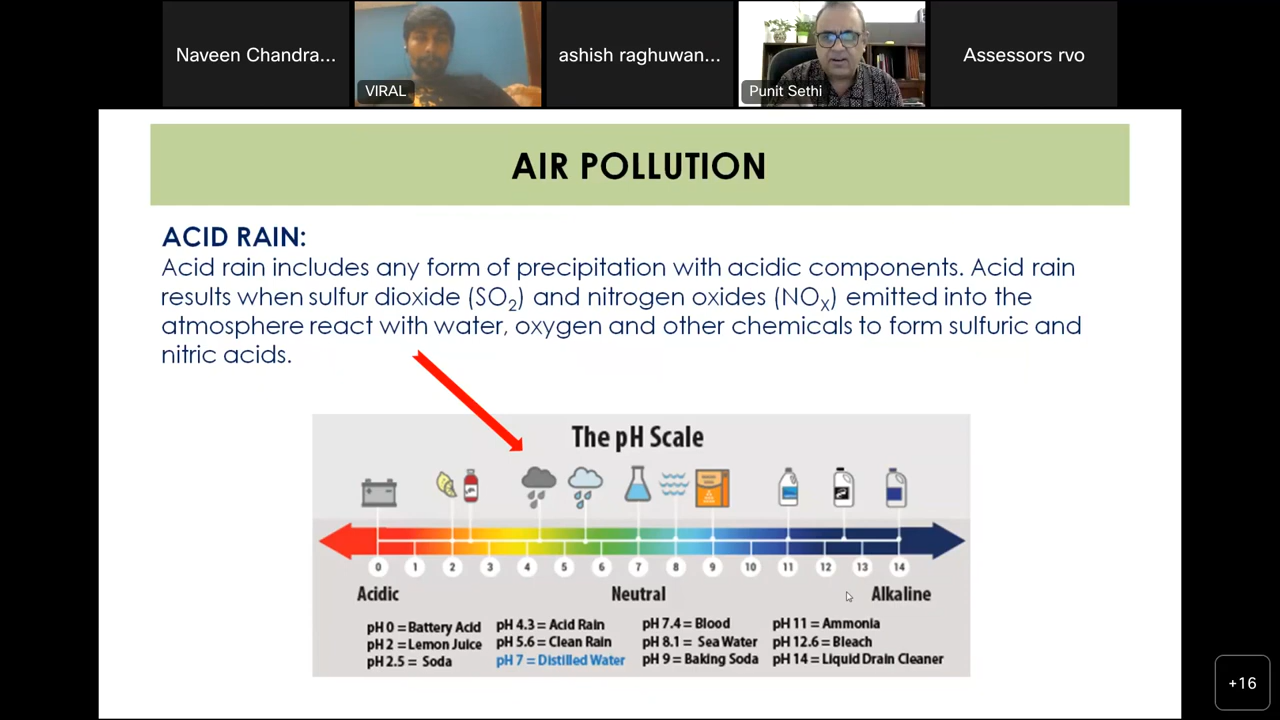 Naveen Chandra...
VIRAL
ashish raghuwan...
Punit Sethi
Assessors rvo
AIR POLLUTION
ACID RAIN:
Acid rain includes any form of precipitation with acidic components. Acid rain
results when sulfur dioxide (SO₂) and nitrogen oxides (NOₓ) emitted into the
atmosphere react with water, oxygen and other chemicals to form sulfuric and
nitric acids.
The pH Scale
0 1 2 3 4 5 6 7 8 9 10 11 12 13 14
Acidic Neutral Alkaline
pH 0 = Battery Acid
pH 2 = Lemon Juice
pH 2.5 = Soda
pH 4.3 = Acid Rain
pH 5.6 = Clean Rain
pH 7 = Distilled Water
pH 7.4 = Blood
pH 8.1 = Sea Water
pH 9 = Baking Soda
pH 11 = Ammonia
pH 12.6 = Bleach
pH 14 = Liquid Drain Cleaner
+16